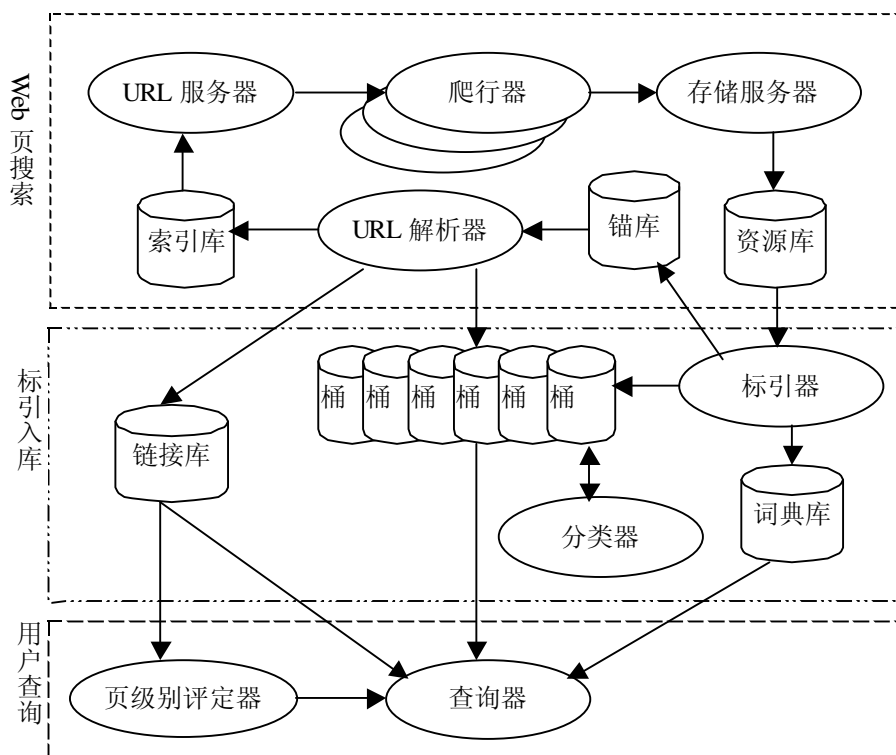 Web 页搜索
URL 服务器
爬行器
存储服务器
索引库
URL 解析器
锚库
资源库
标引入库
桶
桶
桶
桶
桶
桶
标引器
链接库
分类器
词典库
用户查询
页级别评定器
查询器